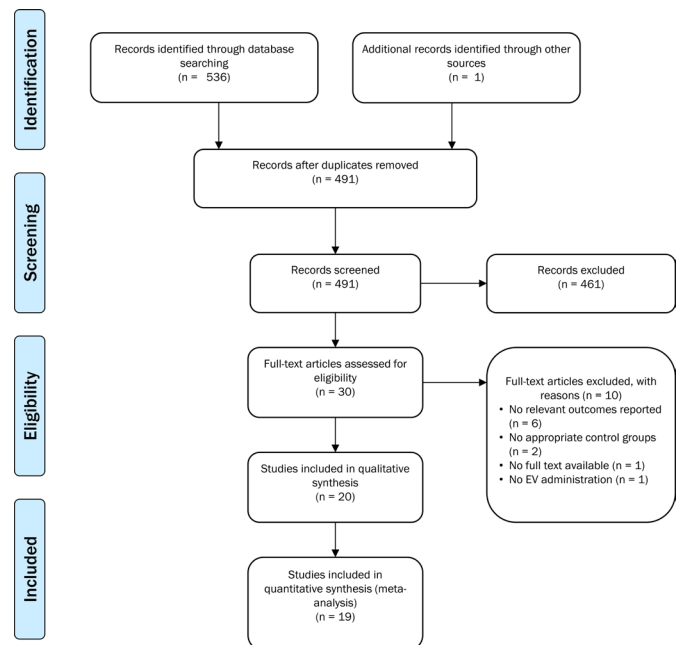 Identification
Records identified through database
searching
(n = 536)
Additional records identified through other
sources
(n = 1)
Records after duplicates removed
(n = 491)
Screening
Records screened
(n = 491)
Records excluded
(n = 461)
Eligibility
Full-text articles assessed for
eligibility
(n = 30)
Full-text articles excluded, with
reasons (n = 10)
• No relevant outcomes reported
(n = 6)
• No appropriate control groups
(n = 2)
• No full text available (n = 1)
• No EV administration (n = 1)
Studies included in qualitative
synthesis
(n = 20)
Included
Studies included in
quantitative synthesis (meta-
analysis)
(n = 19)